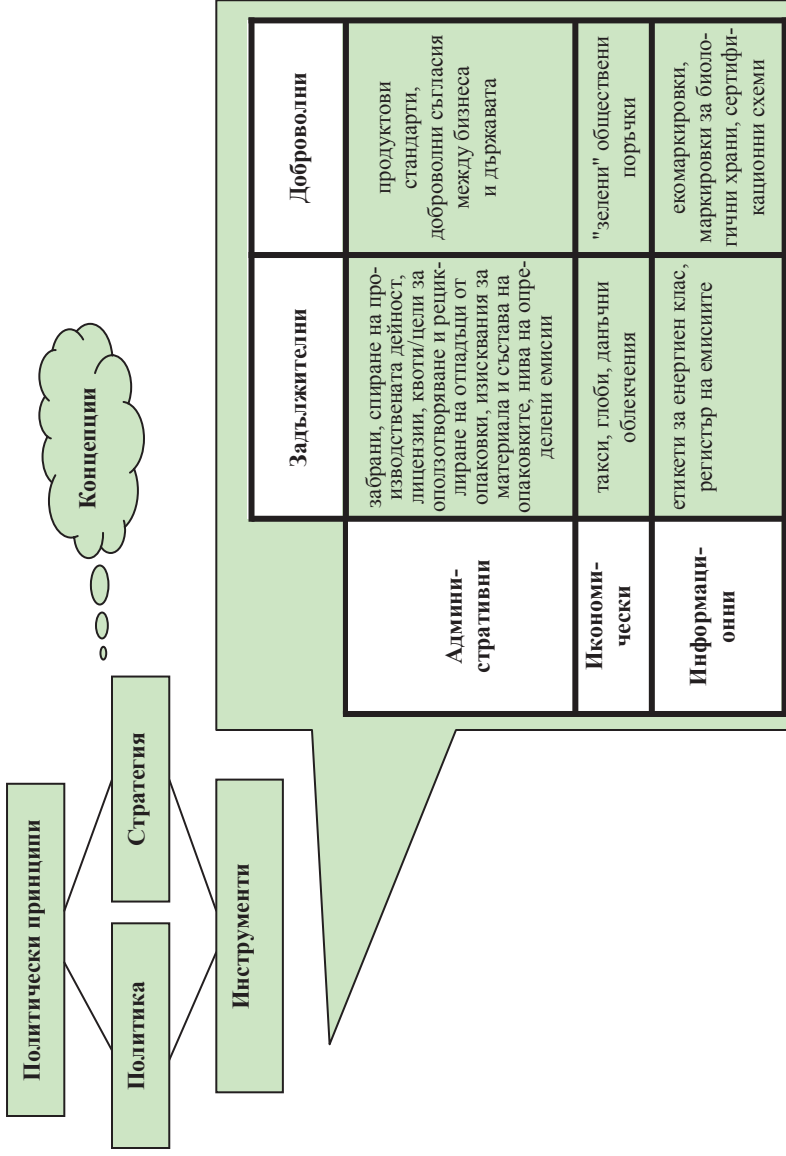 Политически принципи
Политика
Стратегия
Концепции
Инструменти
Задължителни
Доброволни
Админи-
стративни
забрани, спиране на про-
изводствената дейност,
лицензии, квоти/цели за
оползотворяване и рецик-
лиране на отпадъци от
опаковки, изисквания за
материала и състава на
опаковките, нива на опре-
делени емисии
продуктови
стандарти,
доброволни съгласия
между бизнеса
и държавата
Икономи-
чески
такси, глоби, данъчни
облекчения
"зелени" обществени
поръчки
Информаци-
онни
етикети за енергиен клас,
регистър на емисиите
екомаркировки,
маркировки за биоло-
гични храни, сертифи-
кационни схеми